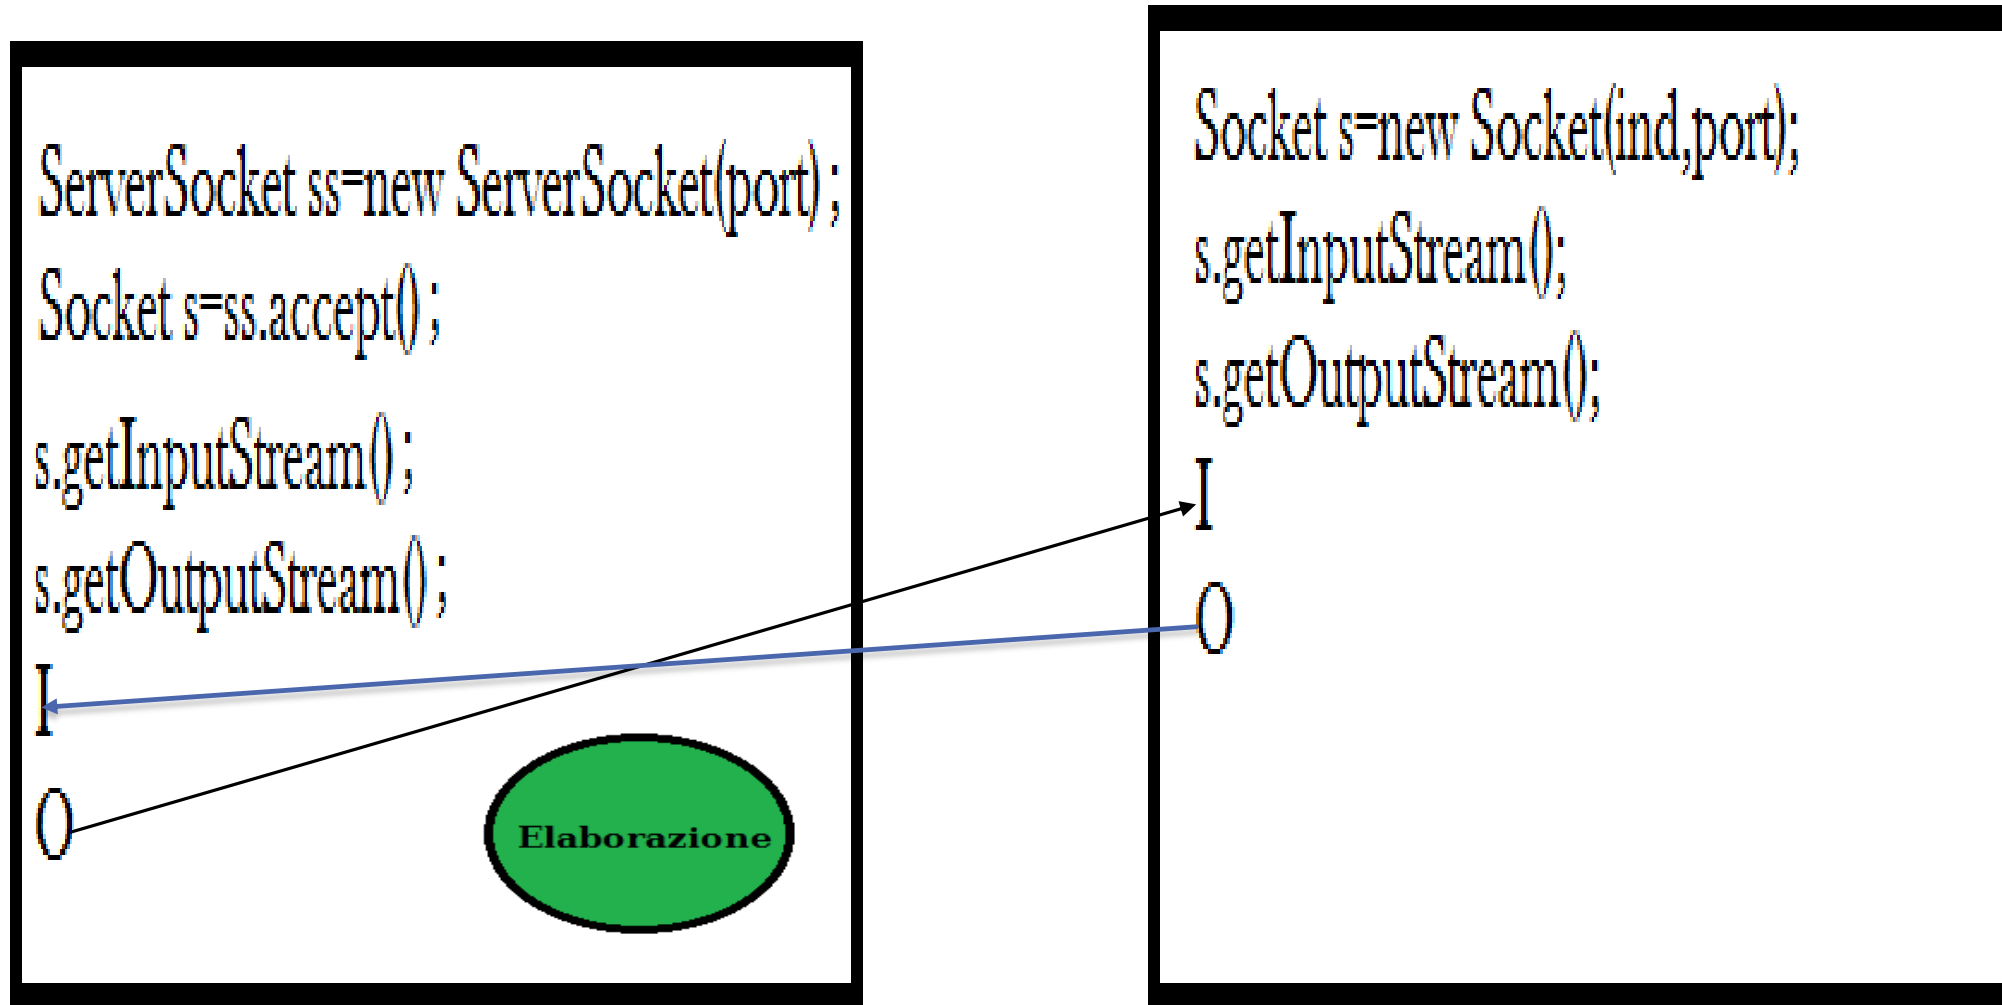 ServerSocket ss=new ServerSocket(port) ;
Socket s=ss.accept() ;
s.getInputStream() ;
s.getOutputStream() ;
I
O
Elaborazione
Socket s=new Socket(ind,port);
s.getInputStream();
s.getOutputStream();
I
O